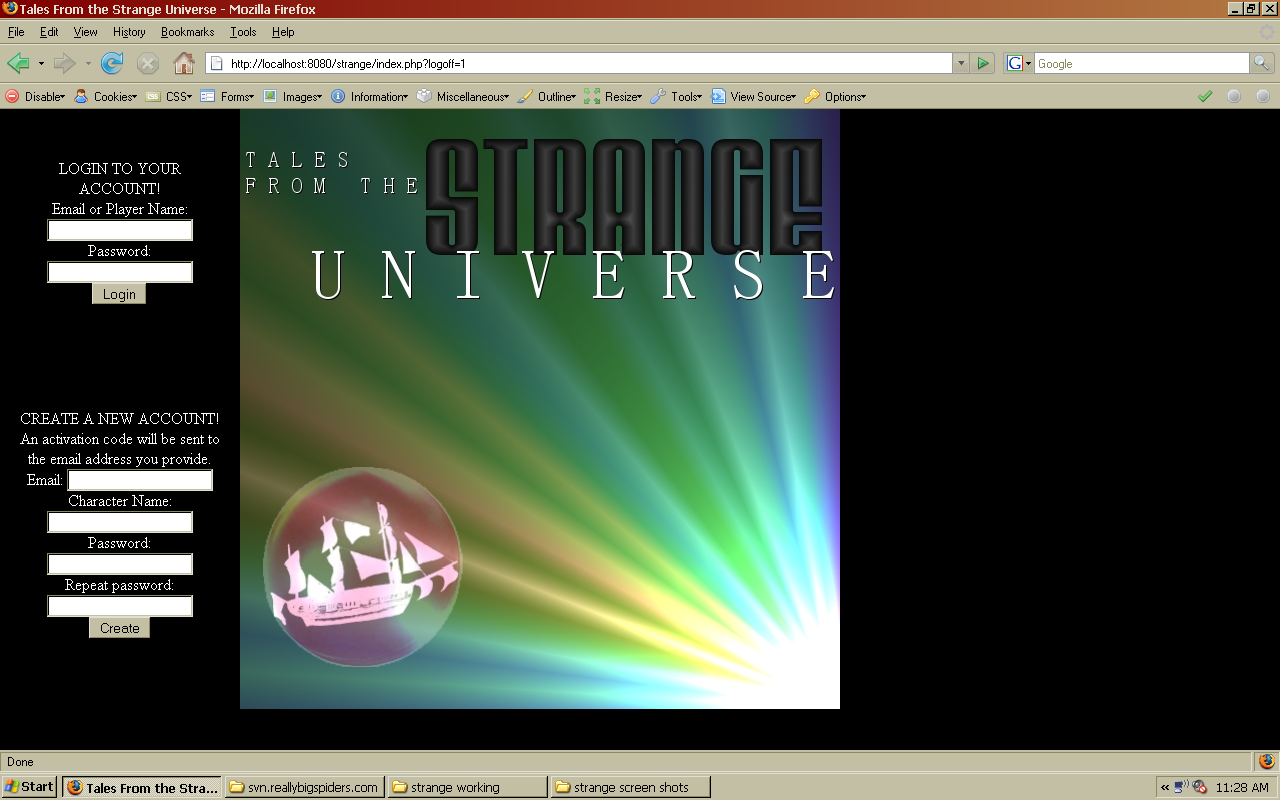 Tales From the Strange Universe - Mozilla Firefox
File Edit View History Bookmarks Tools Help
http://localhost:8080/strange/index.php?logoff=1
G Google
Disable Cookies CSS Forms Images Information Miscellaneous Outline Resize Tools View Source Options
LOGIN TO YOUR
ACCOUNT!
Email or Player Name:
Password:
Login
CREATE A NEW ACCOUNT!
An activation code will be sent to
the email address you provide.
Email:
Character Name:
Password:
Repeat password:
Create
TALES
FROM THE
STRANGE
UNIVERSE
Done
Start Tales From the Stra... svn.reallybigspiders.com strange working strange screen shots « 11:28 AM